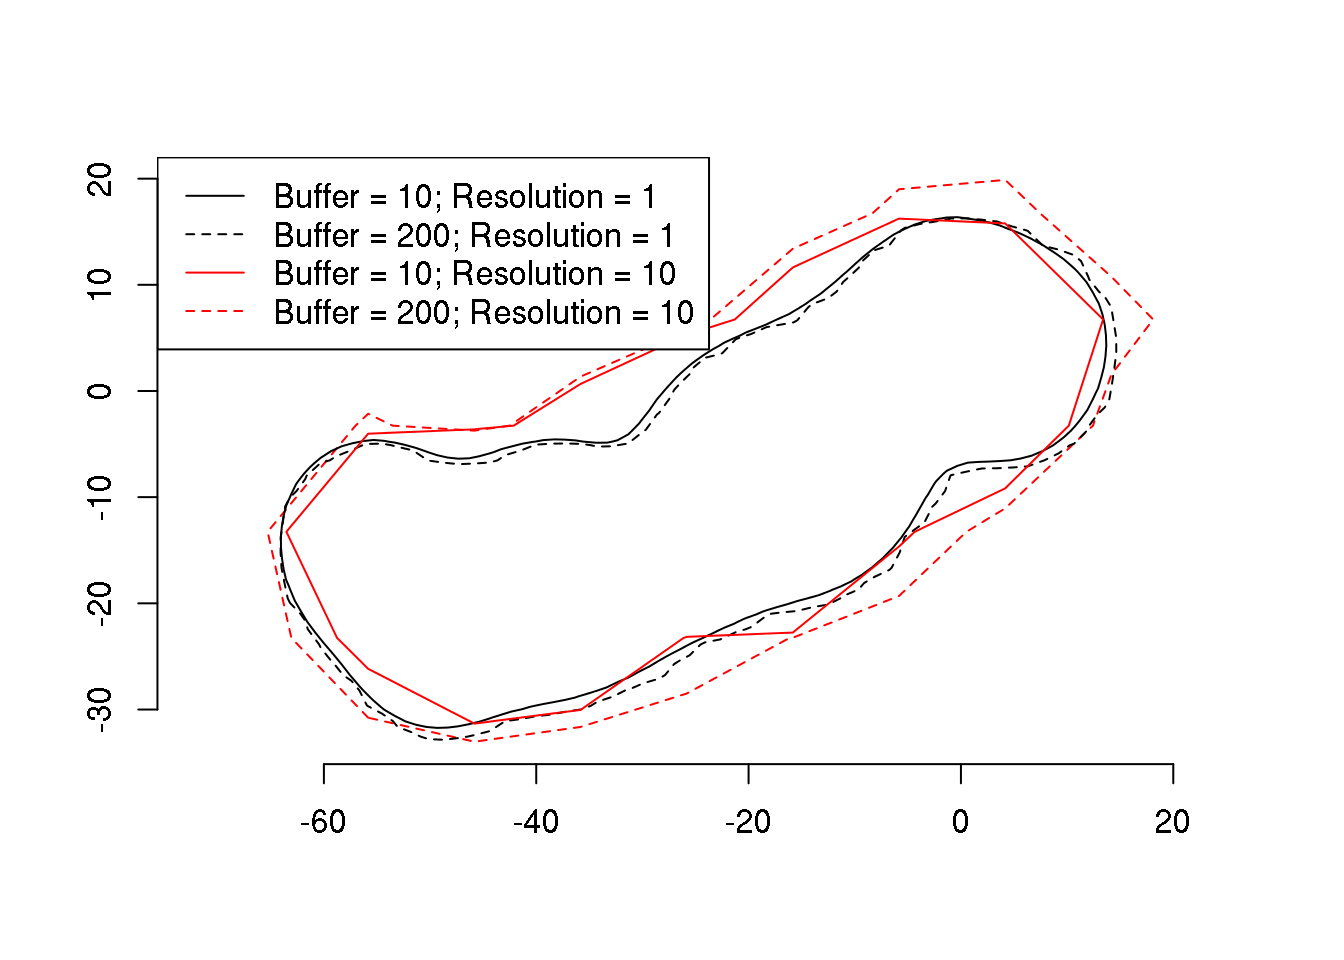 Buffer = 10; Resolution = 1
Buffer = 200; Resolution = 1
Buffer = 10; Resolution = 10
Buffer = 200; Resolution = 10
20
10
0
-10
-20
-30
-60 -40 -20 0 20